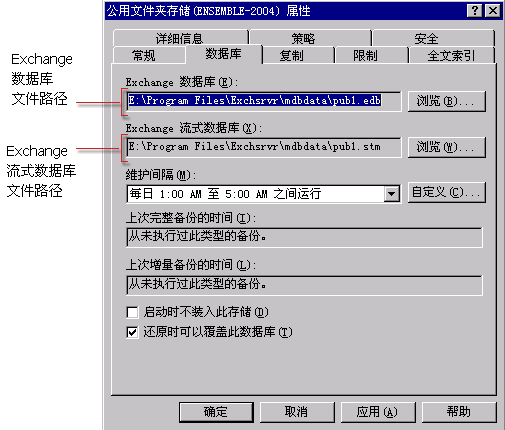 公用文件夹存储(ENSEMBLE-2004) 属性
详细信息 策略 安全
常规 数据库 复制 限制 全文索引
Exchange
数据库
文件路径
Exchange 数据库(E):
E:\Program Files\Exchsrvr\mdbdata\pub1.edb 浏览(B)...
Exchange
流式数据库
文件路径
Exchange 流式数据库(X):
E:\Program Files\Exchsrvr\mdbdata\pub1.stm 浏览(W)...
维护间隔(M):
每日 1:00 AM 至 5:00 AM 之间运行 自定义(C)...
上次完整备份的时间(I):
从未执行过此类型的备份。
上次增量备份的时间(L):
从未执行过此类型的备份。
启动时不装入此存储(D)
还原时可以覆盖此数据库(T)
确定 取消 应用(A) 帮助